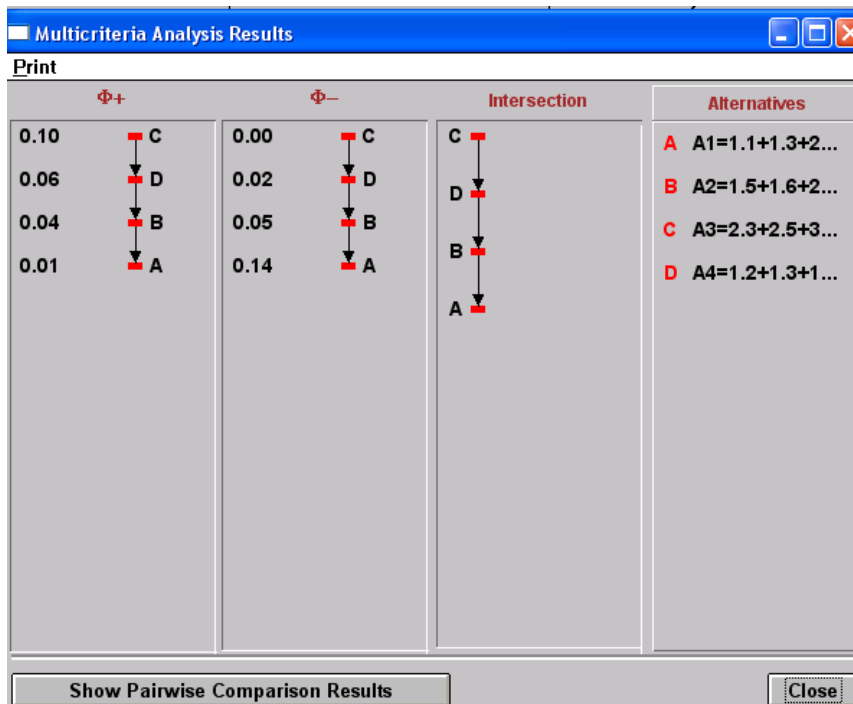 Multicriteria Analysis Results
Print
Φ+
0.10 C
0.06 D
0.04 B
0.01 A
Φ–
0.00 C
0.02 D
0.05 B
0.14 A
Intersection
C
D
B
A
Alternatives
A A1=1.1+1.3+2...
B A2=1.5+1.6+2...
C A3=2.3+2.5+3...
D A4=1.2+1.3+1...
Show Pairwise Comparison Results
Close